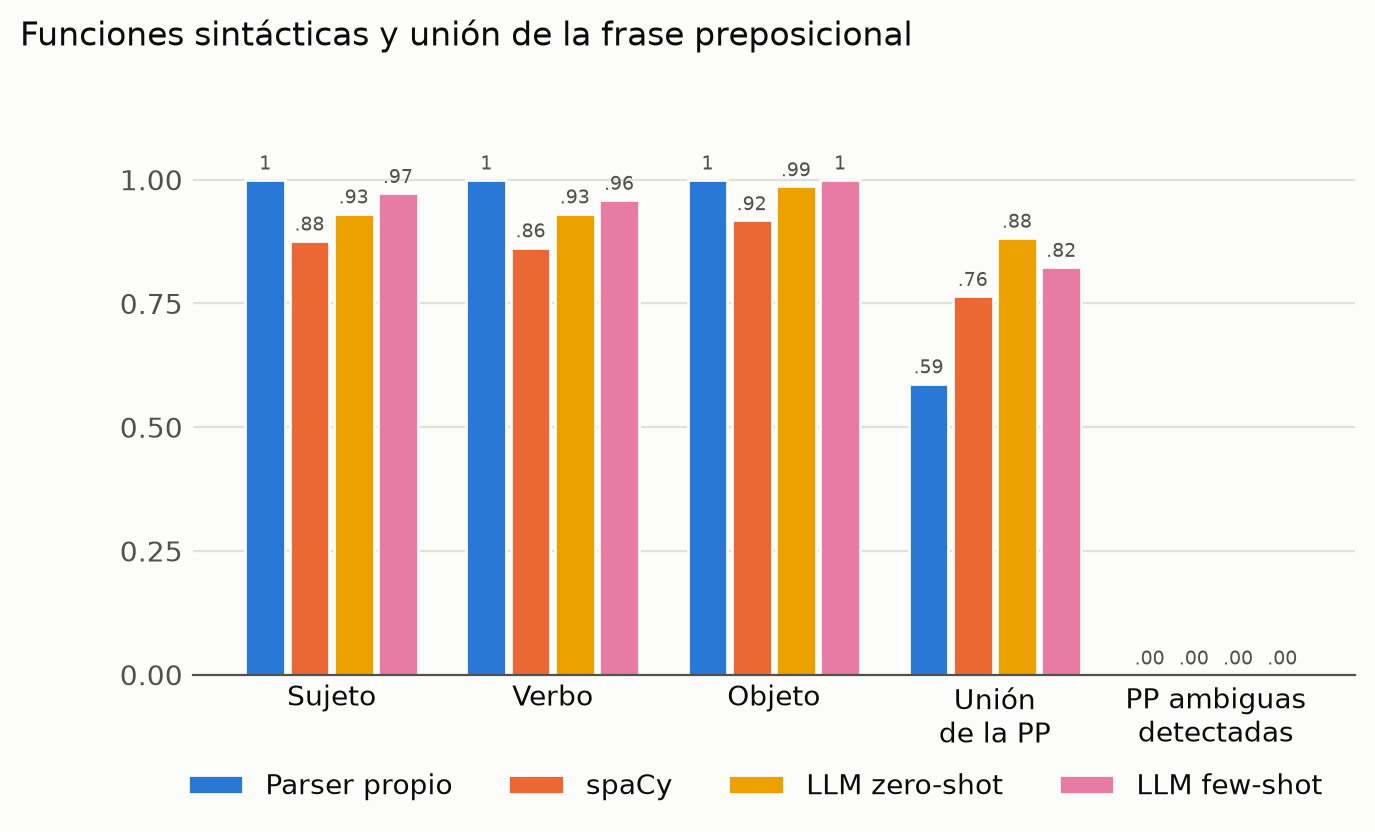 Funciones sintácticas y unión de la frase preposicional
1 .88 .93 .97 1 .86 .93 .96 1 .92 .99 1 .59 .76 .88 .82 .00 .00 .00 .00
1.00
0.75
0.50
0.25
0.00
Sujeto Verbo Objeto Unión de la PP PP ambiguas detectadas
Parser propio spaCy LLM zero-shot LLM few-shot